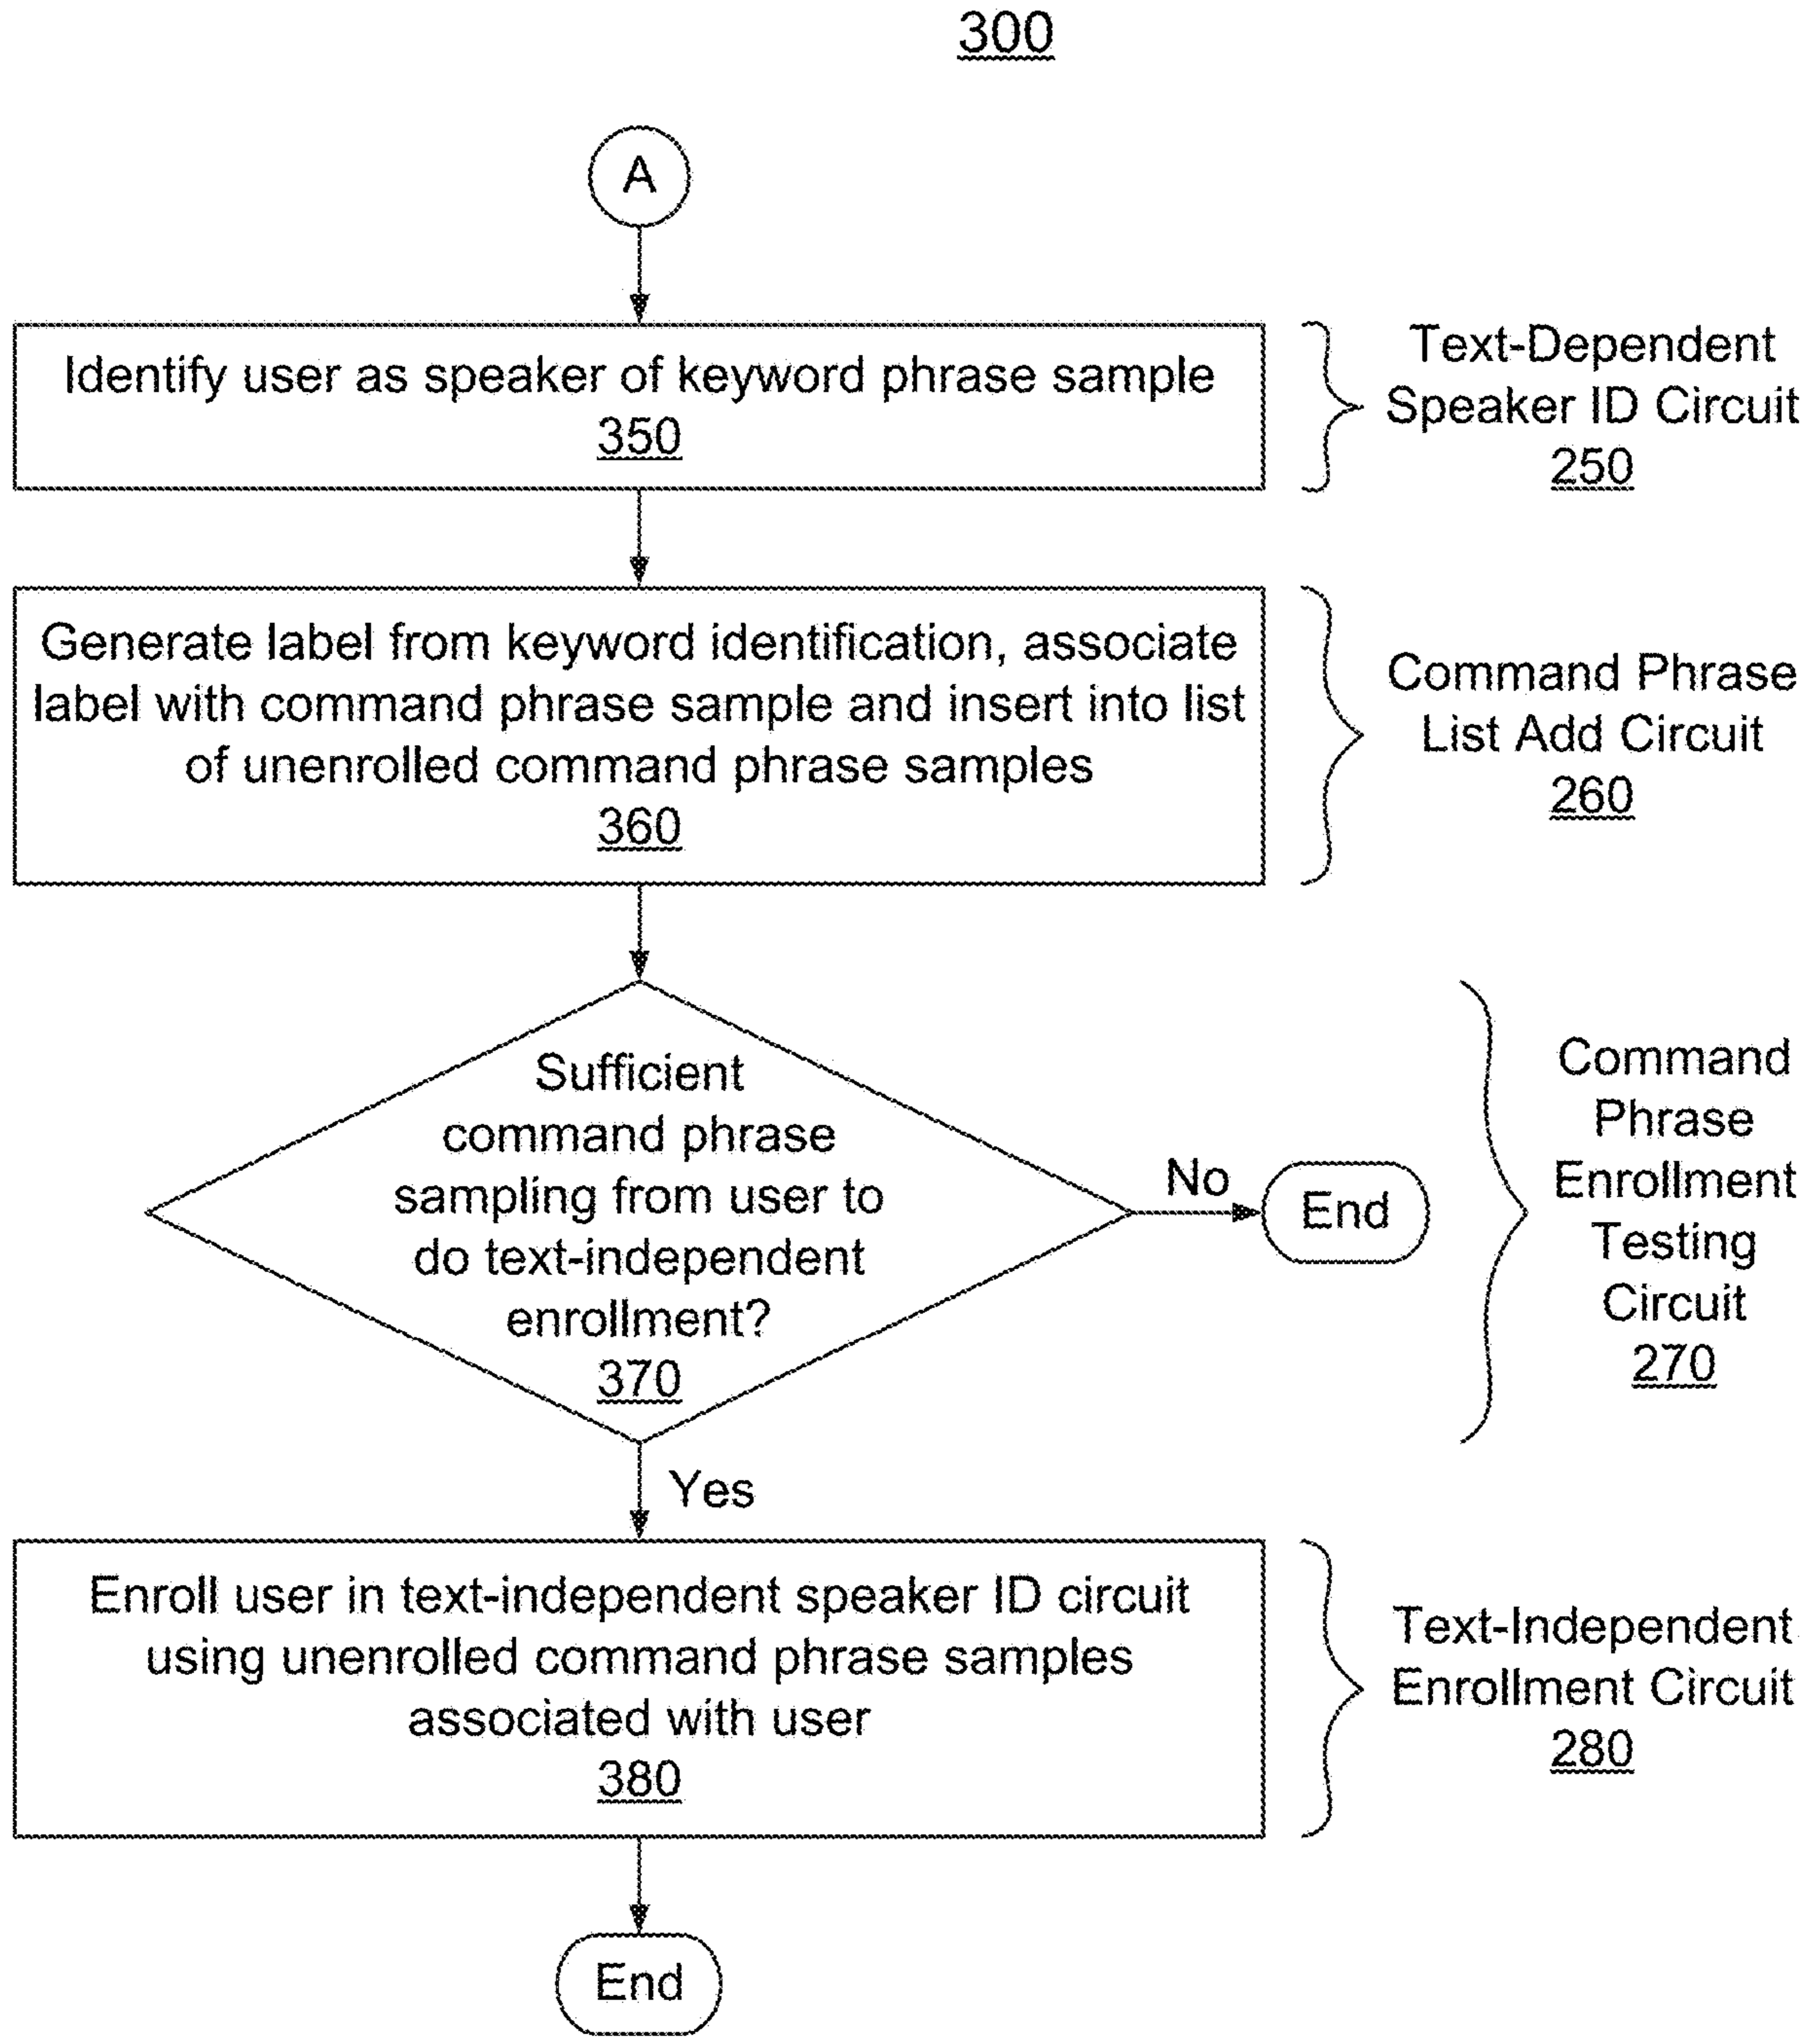 300
A
Identify user as speaker of keyword phrase sample
350
Text-Dependent
Speaker ID Circuit
250
Generate label from keyword identification, associate
label with command phrase sample and insert into list
of unenrolled command phrase samples
360
Command Phrase
List Add Circuit
260
Sufficient
command phrase
sampling from user to
do text-independent
enrollment?
370
No
End
Command
Phrase
Enrollment
Testing
Circuit
270
Yes
Enroll user in text-independent speaker ID circuit
using unenrolled command phrase samples
associated with user
380
Text-Independent
Enrollment Circuit
280
End